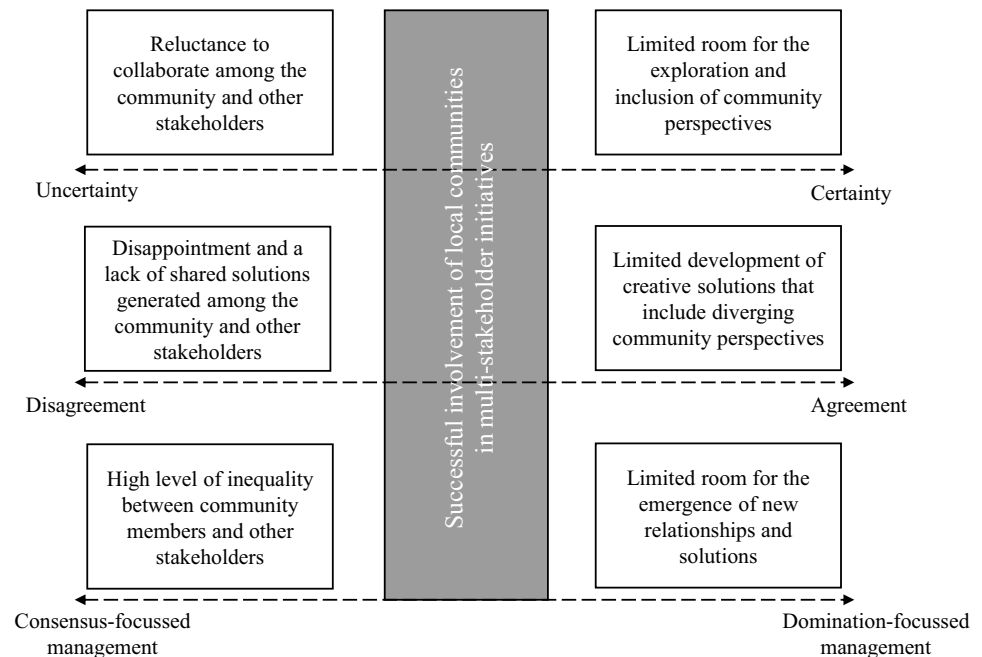 Reluctance to
collaborate among the
community and other
stakeholders
Successful involvement of local communities
in multi-stakeholder initiatives
Limited room for the
exploration and
inclusion of community
perspectives
Uncertainty
Certainty
Disappointment and a
lack of shared solutions
generated among the
community and other
stakeholders
Limited development of
creative solutions that
include diverging
community perspectives
Disagreement
Agreement
High level of inequality
between community
members and other
stakeholders
Limited room for the
emergence of new
relationships and
solutions
Consensus-focussed
management
Domination-focussed
management